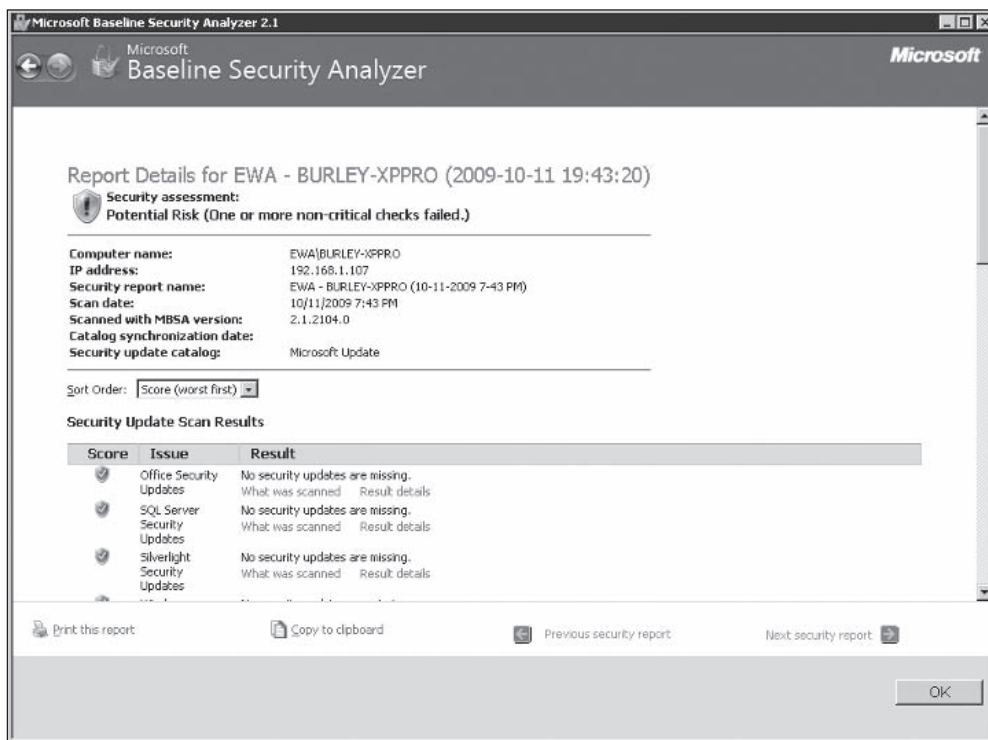 Microsoft Baseline Security Analyzer 2.1
Microsoft
Baseline Security Analyzer
Microsoft
Report Details for EWA - BURLEY-XPPRO (2009-10-11 19:43:20)
Security assessment:
Potential Risk (One or more non-critical checks failed.)
Computer name: EWA\BURLEY-XPPRO
IP address: 192.168.1.107
Security report name: EWA - BURLEY-XPPRO (10-11-2009 7-43 PM)
Scan date: 10/11/2009 7:43 PM
Scanned with MBSA version: 2.1.2104.0
Catalog synchronization date:
Security update catalog: Microsoft Update
Sort Order: Score (worst first)
Security Update Scan Results
Score Issue Result
Office Security No security updates are missing.
Updates What was scanned Result details
SQL Server No security updates are missing.
Security What was scanned Result details
Updates
Silverlight No security updates are missing.
Security What was scanned Result details
Updates
Print this report Copy to clipboard Previous security report Next security report
OK